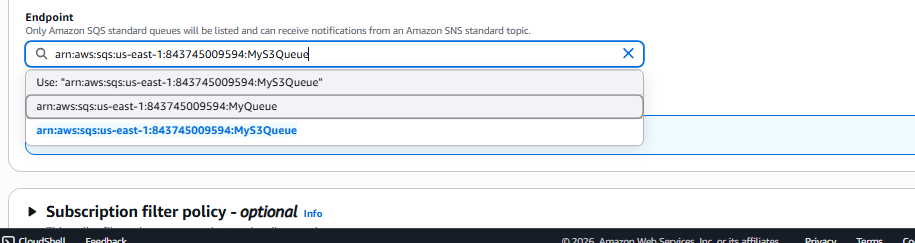 Endpoint
Only Amazon SQS standard queues will be listed and can receive notifications from an Amazon SNS standard topic.
arn:aws:sqs:us-east-1:843745009594:MyS3Queue
Use: "arn:aws:sqs:us-east-1:843745009594:MyS3Queue"
arn:aws:sqs:us-east-1:843745009594:MyQueue
arn:aws:sqs:us-east-1:843745009594:MyS3Queue
Subscription filter policy - optional Info
CloudShell Feedback © 2026, Amazon Web Services, Inc. or its affiliates. Privacy Terms